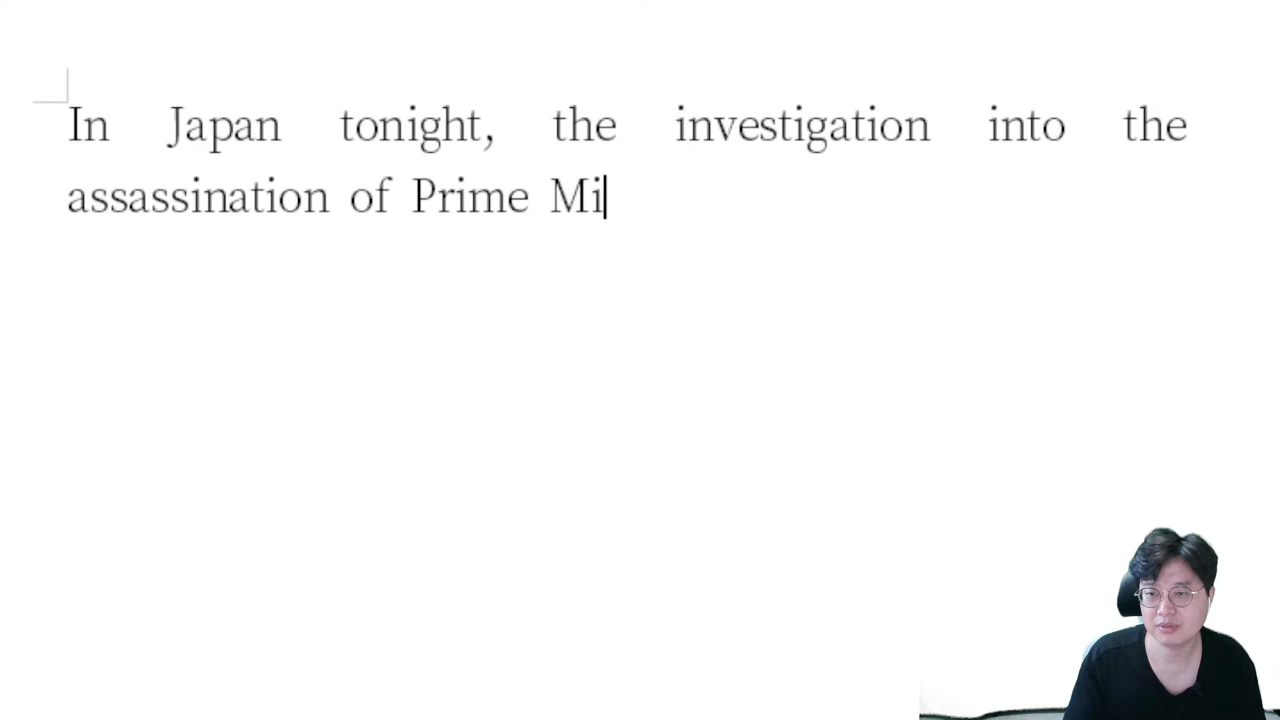 In Japan tonight, the investigation into the
assassination of Prime Mi